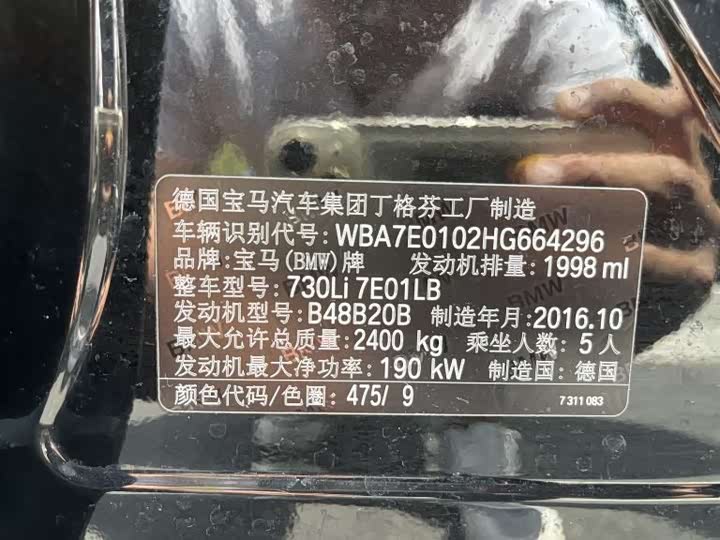 德国宝马汽车集团丁格芬工厂制造
车辆识别代号: WBA7E0102HG664296
品牌: 宝马(BMW)牌 发动机排量: 1998 ml
整车型号: 730Li 7E01LB
发动机型号: B48B20B 制造年月: 2016.10
最大允许总质量: 2400 kg 乘坐人数: 5人
发动机最大净功率: 190 kW 制造国: 德国
颜色代码/色圈: 475/ 9 7 311 083